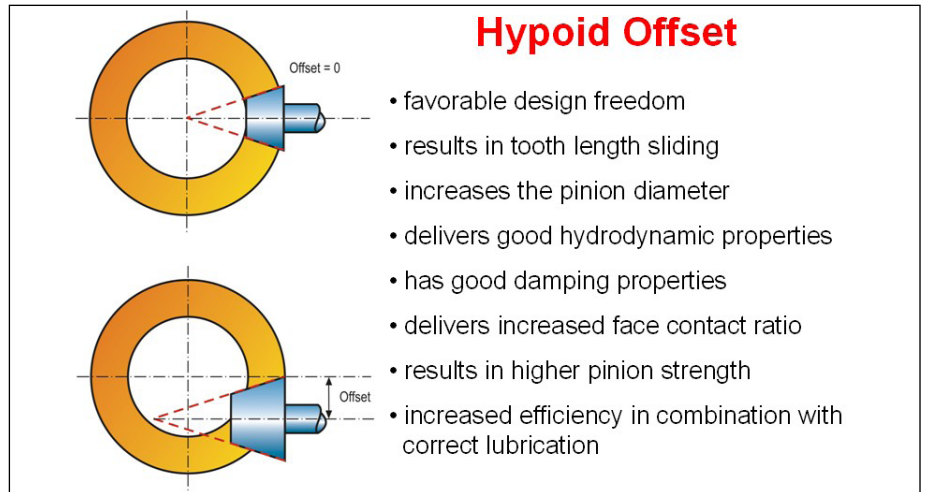 Hypoid Offset
Offset = 0
• favorable design freedom
• results in tooth length sliding
• increases the pinion diameter
• delivers good hydrodynamic properties
• has good damping properties
• delivers increased face contact ratio
• results in higher pinion strength
Offset
• increased efficiency in combination with
correct lubrication